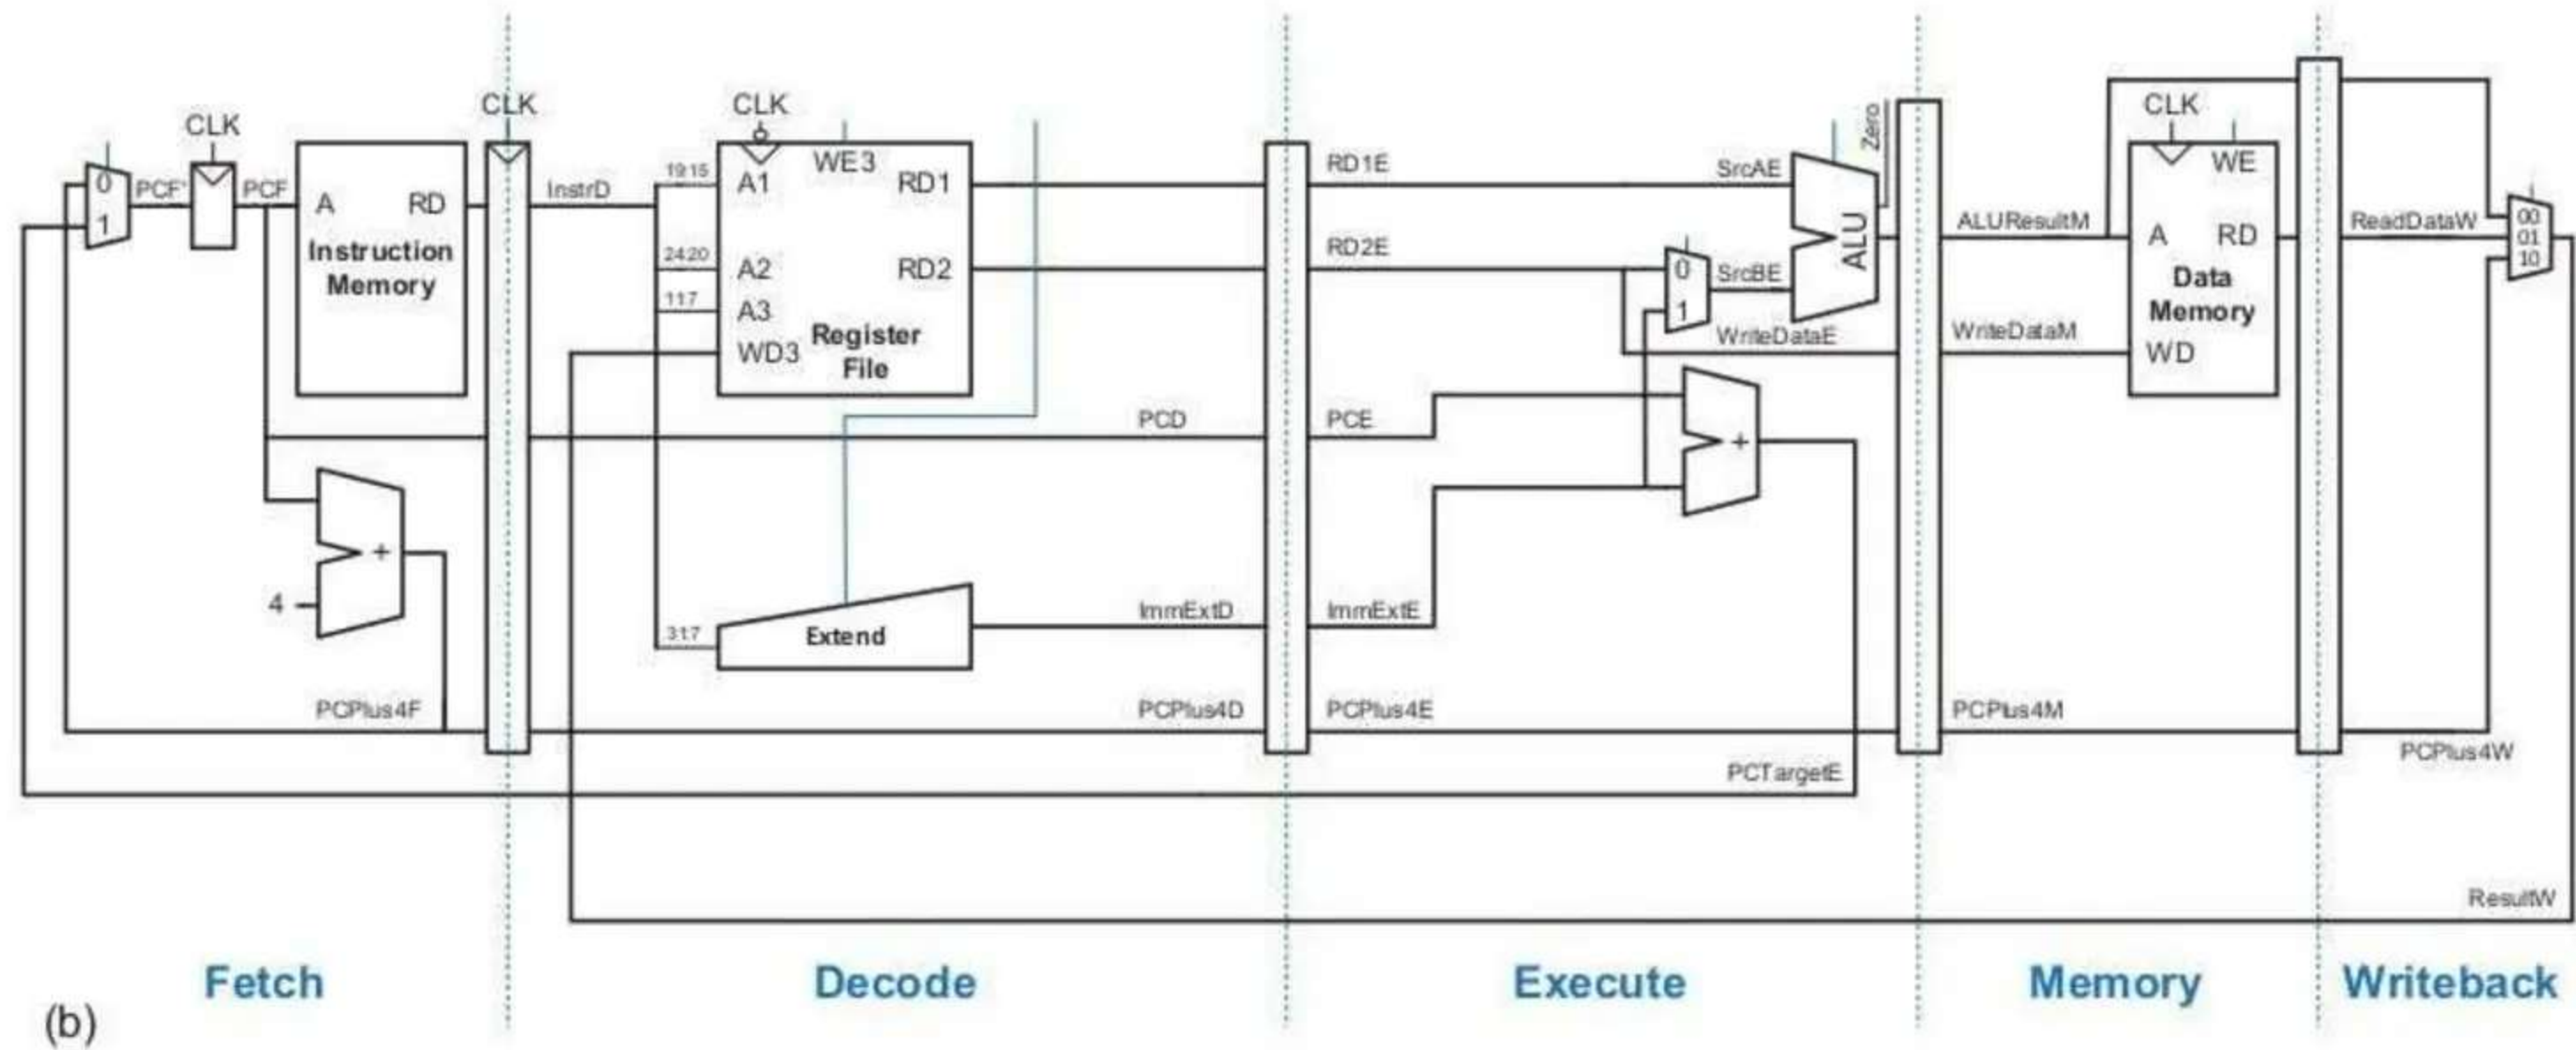 CLK
0
1
PCF'
PCF
A
RD
Instruction
Memory
4
+
PCPlus4F
CLK
InstrD
CLK
19:15
A1
WE3
RD1
24:20
A2
RD2
11:7
A3
WD3
Register
File
PCD
31:7
Extend
ImmExtD
PCPlus4D
RD1E
RD2E
PCE
ImmExtE
PCPlus4E
SrcAE
0
1
SrcBE
ALU
Zero
WriteDataE
+
PCTargetE
ALUResultM
WriteDataM
PCPlus4M
CLK
WE
A
RD
Data
Memory
WD
ReadDataW
00
01
10
PCPlus4W
ResultW
Fetch
Decode
Execute
Memory
Writeback
(b)